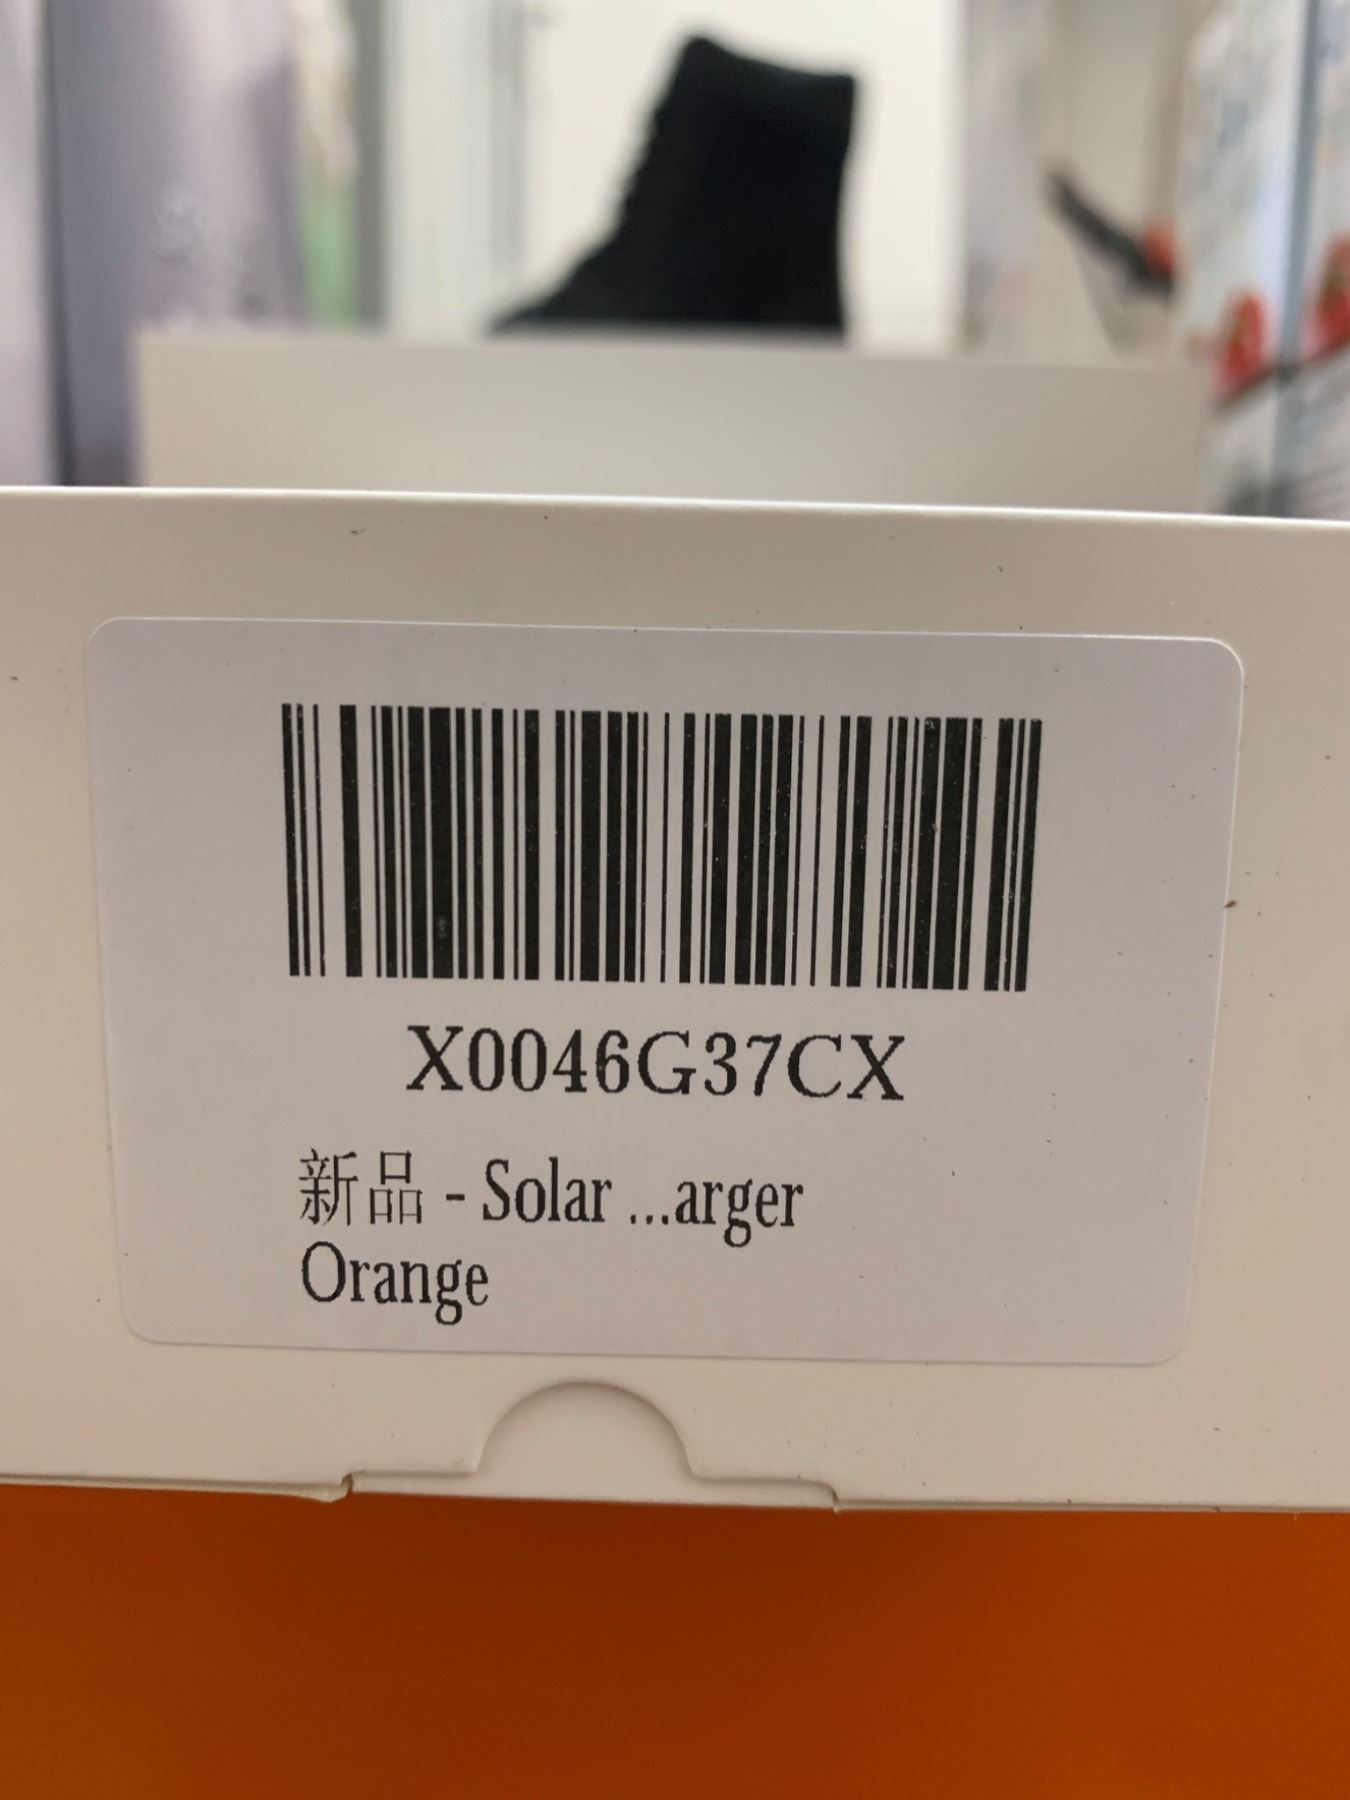 X0046G37CX
新品 - Solar ...arger
Orange